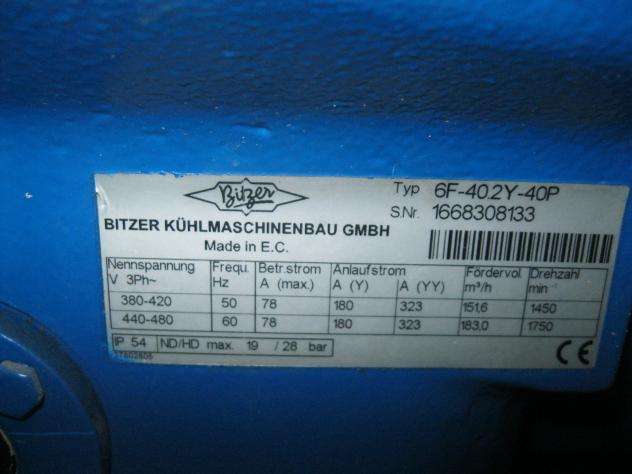 Bitzer
Typ 6F-40.2Y-40P
S.Nr. 1668308133
BITZER KÜHLMASCHINENBAU GMBH
Made in E.C.
Nennspannung Frequ. Betr.strom Anlaufstrom Fördervol. Drehzahl
V 3Ph~ Hz A (max.) A (Y) A (YY) m³/h min⁻¹
380-420 50 78 180 323 151,6 1450
440-480 60 78 180 323 183,0 1750
IP 54 ND/HD max. 19 / 28 bar
CE